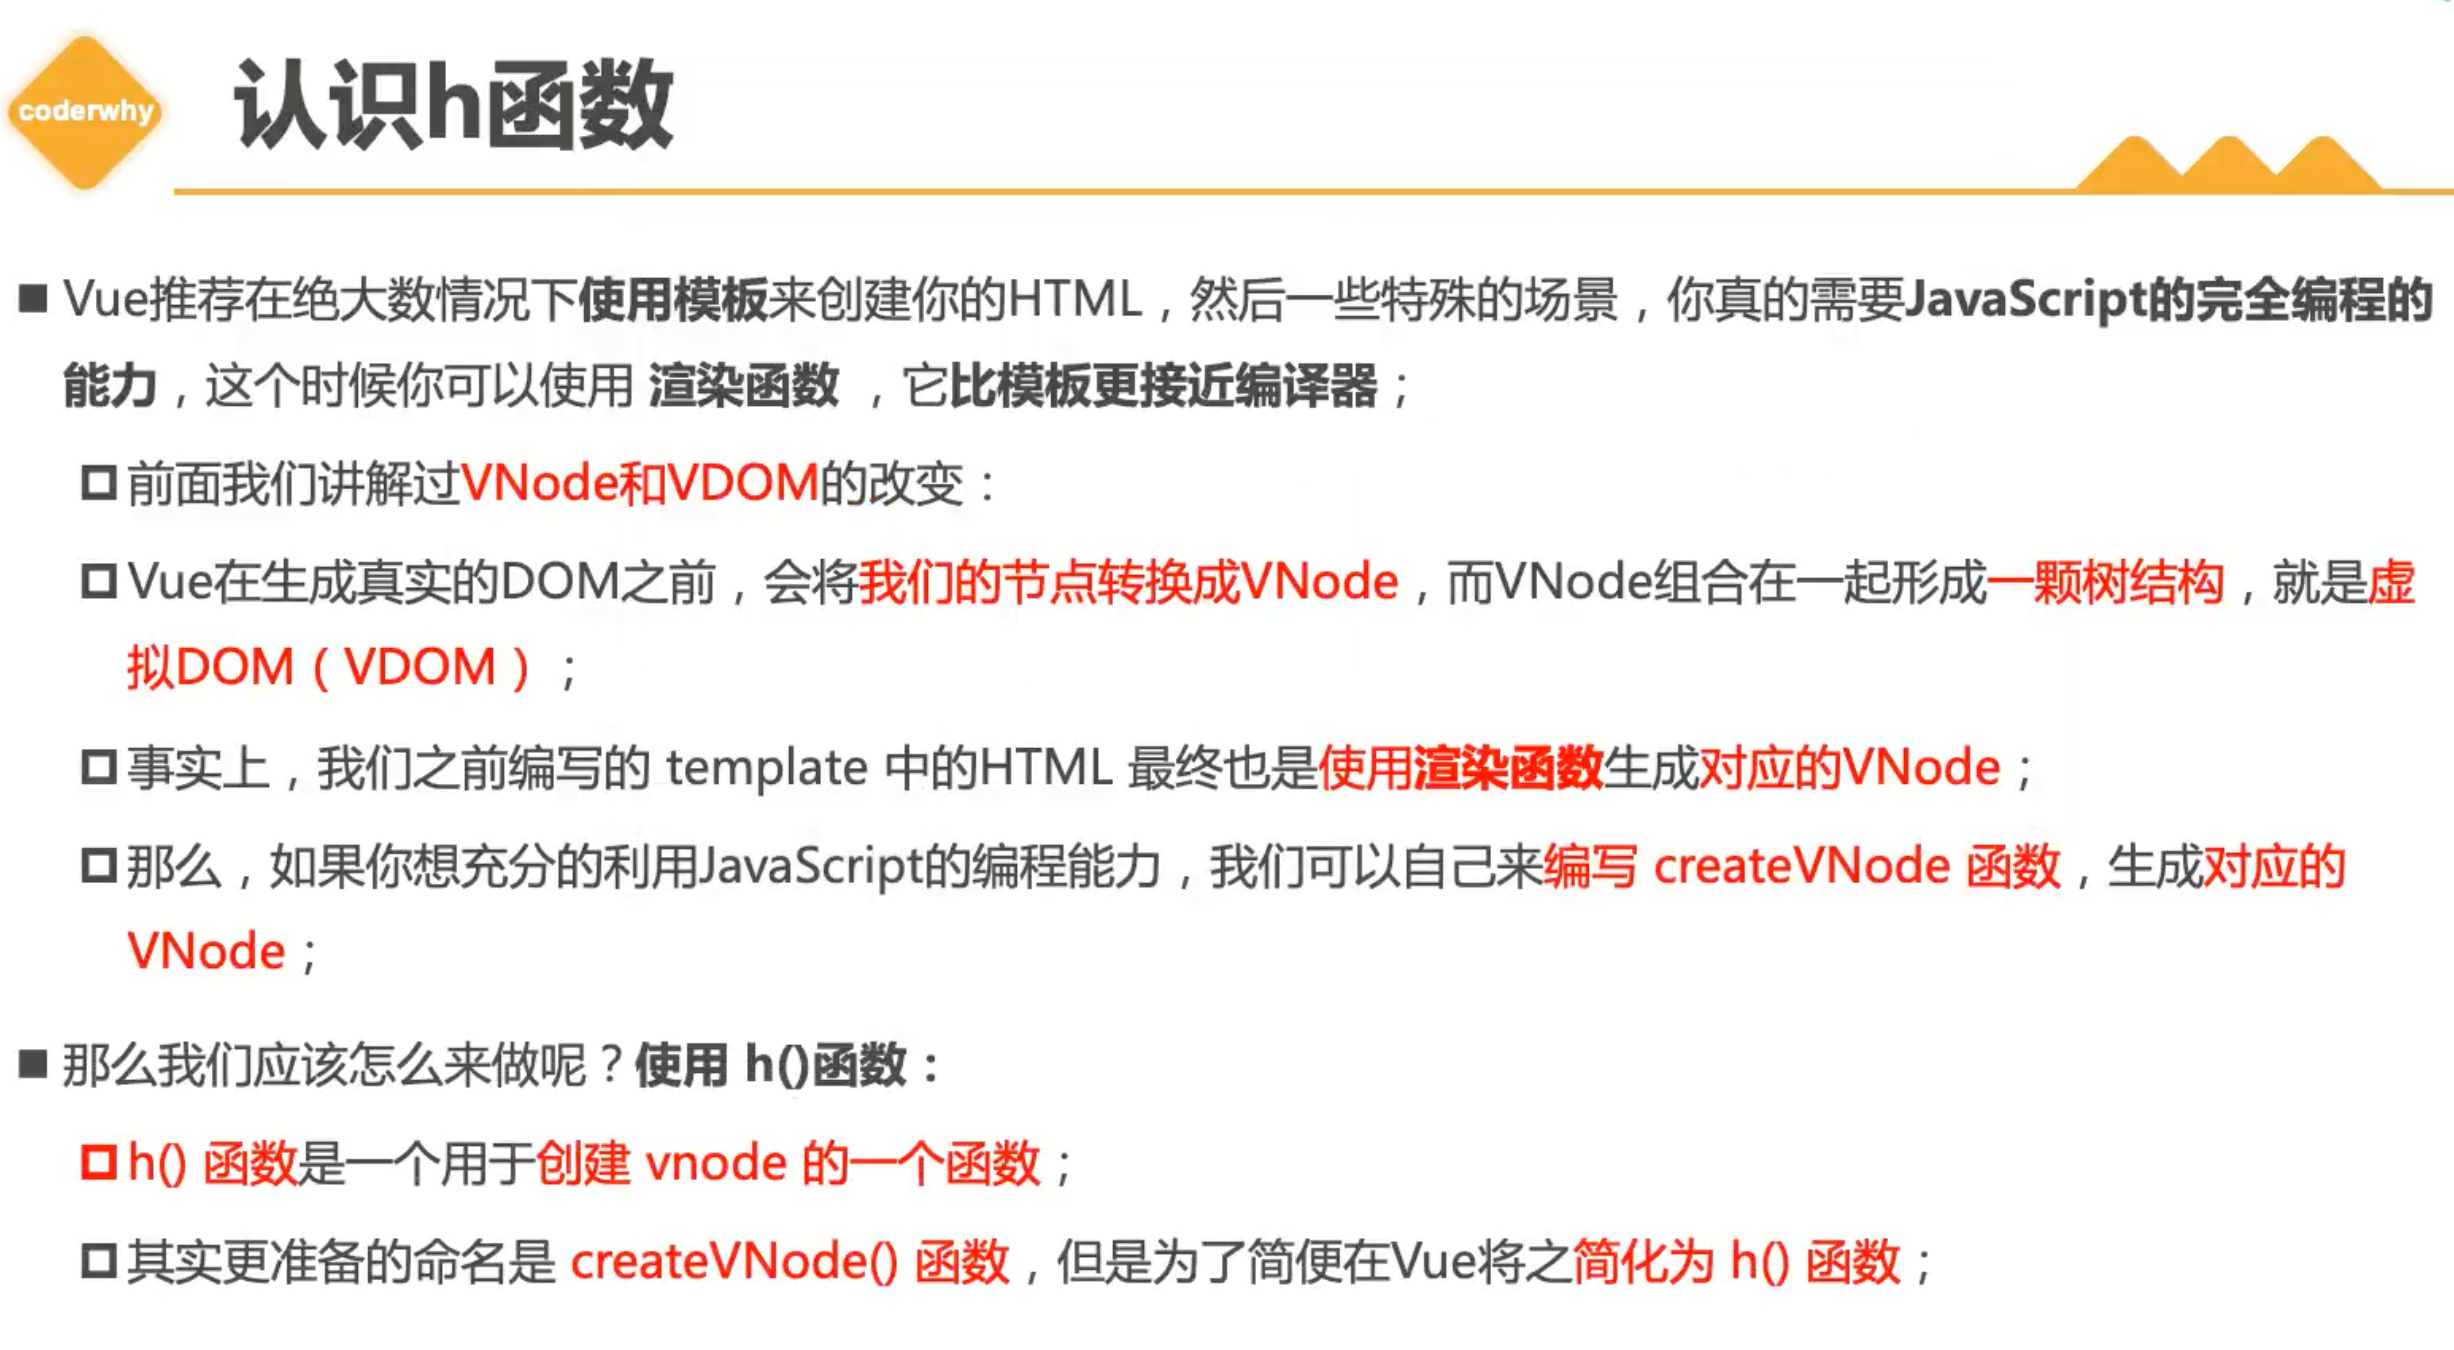 coderwhy
认识h函数
Vue推荐在绝大数情况下使用模板来创建你的HTML，然后一些特殊的场景，你真的需要JavaScript的完全编程的
能力，这个时候你可以使用 渲染函数 ，它比模板更接近编译器；
前面我们讲解过VNode和VDOM的改变：
Vue在生成真实的DOM之前，会将我们的节点转换成VNode，而VNode组合在一起形成一颗树结构，就是虚
拟DOM（VDOM）；
事实上，我们之前编写的 template 中的HTML 最终也是使用渲染函数生成对应的VNode；
那么，如果你想充分的利用JavaScript的编程能力，我们可以自己来编写 createVNode 函数，生成对应的
VNode；
那么我们应该怎么来做呢？使用 h()函数：
h() 函数是一个用于创建 vnode 的一个函数；
其实更准备的命名是 createVNode() 函数，但是为了简便在Vue将之简化为 h() 函数；